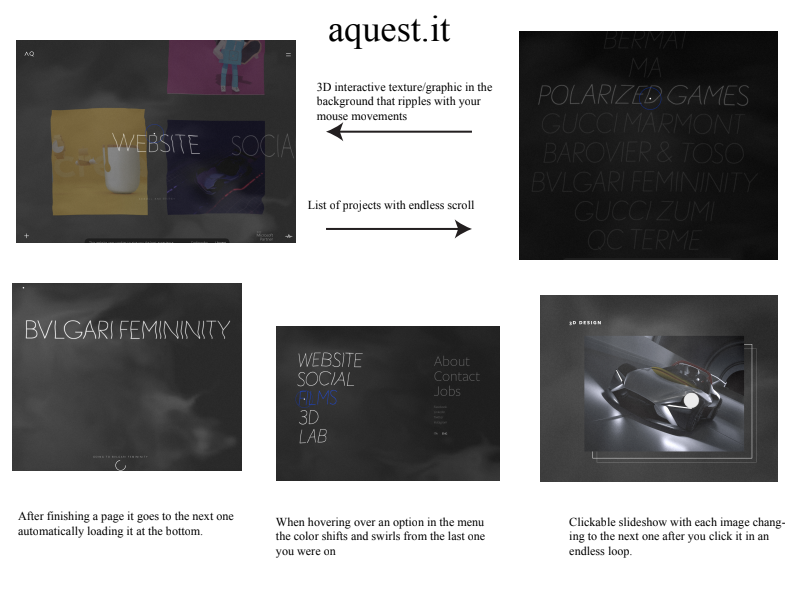 aquest.it
AQ
WEBSITE
SOCIA
Microsoft
Partner
3D interactive texture/graphic in the
background that ripples with your
mouse movements
List of projects with endless scroll
BERMAT
MA
POLARIZED GAMES
GUCCI MARMONT
BAROVIER & TOSO
BVLGARI FEMININITY
GUCCI ZUMI
QC TERME
BVLGARI FEMININITY
WEBSITE
SOCIAL
FILMS
3D
LAB
About
Contact
Jobs
3D DESIGN
After finishing a page it goes to the next one
automatically loading it at the bottom.
When hovering over an option in the menu
the color shifts and swirls from the last one
you were on
Clickable slideshow with each image chang-
ing to the next one after you click it in an
endless loop.